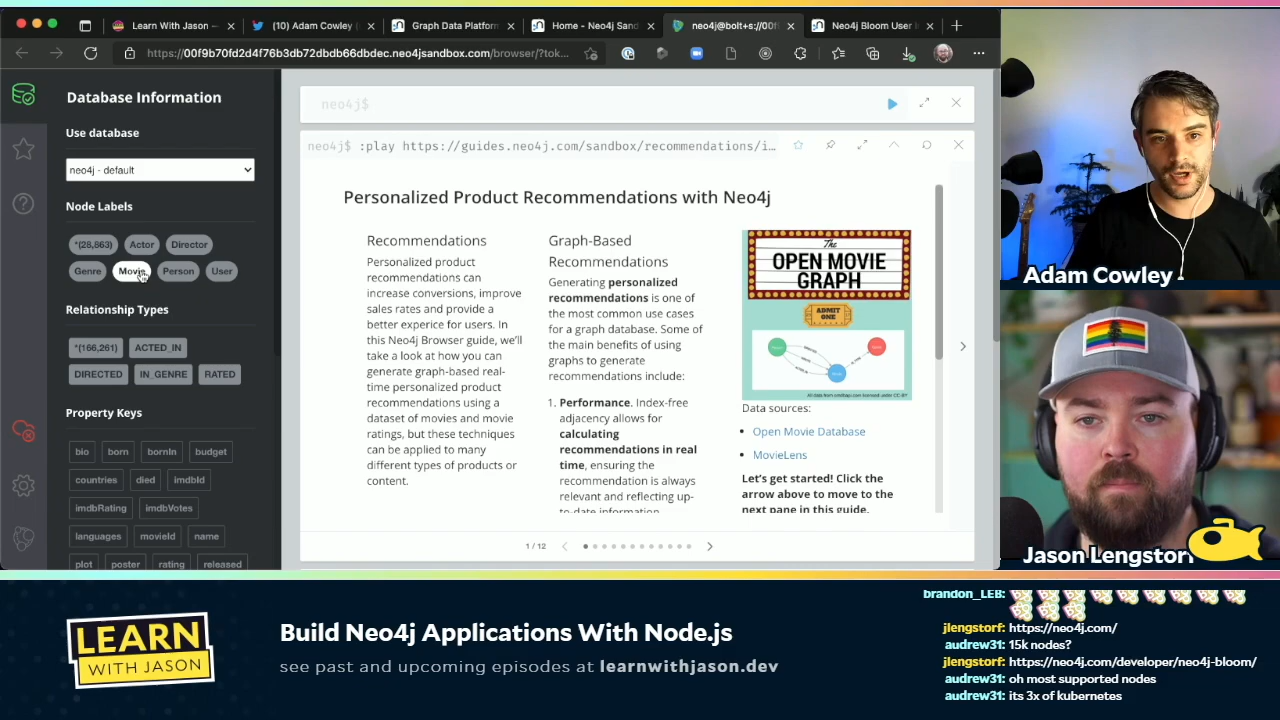 Learn With Jason —
(10) Adam Cowley /
Graph Data Platform
Home - Neo4j Sand
neo4j@bolt+s://00f9
Neo4j Bloom User I
https://00f9b70fd2d4f76b3db72dbdb66dbdec.neo4jsandbox.com/browser/?tok...
Database Information
Use database
neo4j - default
Node Labels
*(28,863)
Actor
Director
Genre
Movie
Person
User
Relationship Types
*(166,261)
ACTED_IN
DIRECTED
IN_GENRE
RATED
Property Keys
bio
born
bornIn
budget
countries
died
imdbId
imdbRating
imdbVotes
languages
movieId
name
plot
poster
rating
released
neo4j$
neo4j$ :play https://guides.neo4j.com/sandbox/recommendations/i...
Personalized Product Recommendations with Neo4j
Recommendations
Personalized product
recommendations can
increase conversions, improve
sales rates and provide a
better experice for users. In
this Neo4j Browser guide, we'll
take a look at how you can
generate graph-based real-
time personalized product
recommendations using a
dataset of movies and movie
ratings, but these techniques
can be applied to many
different types of products or
content.
Graph-Based
Recommendations
Generating personalized
recommendations is one of
the most common use cases
for a graph database. Some of
the main benefits of using
graphs to generate
recommendations include:
1. Performance. Index-free
adjacency allows for
calculating
recommendations in real
time, ensuring the
recommendation is always
relevant and reflecting up-
to-date information.
The
OPEN MOVIE
GRAPH
ADMIT
ONE
Data sources:
• Open Movie Database
• MovieLens
Let's get started! Click the
arrow above to move to the
next pane in this guide.
1 / 12
Adam Cowley
Jason Lengstorf
LEARN
WITH JASON
Build Neo4j Applications With Node.js
see past and upcoming episodes at learnwithjason.dev
brandon_LEB:
jlengstorf: https://neo4j.com/
audrew31: 15k nodes?
jlengstorf: https://neo4j.com/developer/neo4j-bloom/
audrew31: oh most supported nodes
audrew31: its 3x of kubernetes